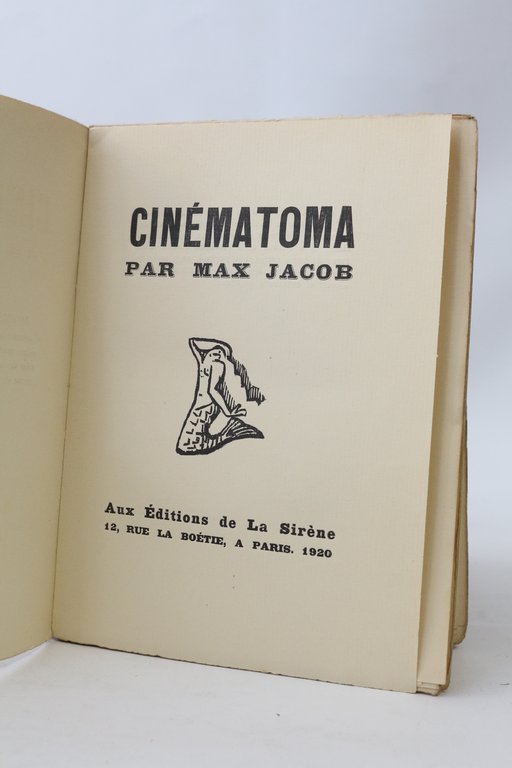 CINÉMATOMA
PAR MAX JACOB
Aux Éditions de La Sirène
12, RUE LA BOÉTIE, A PARIS. 1920